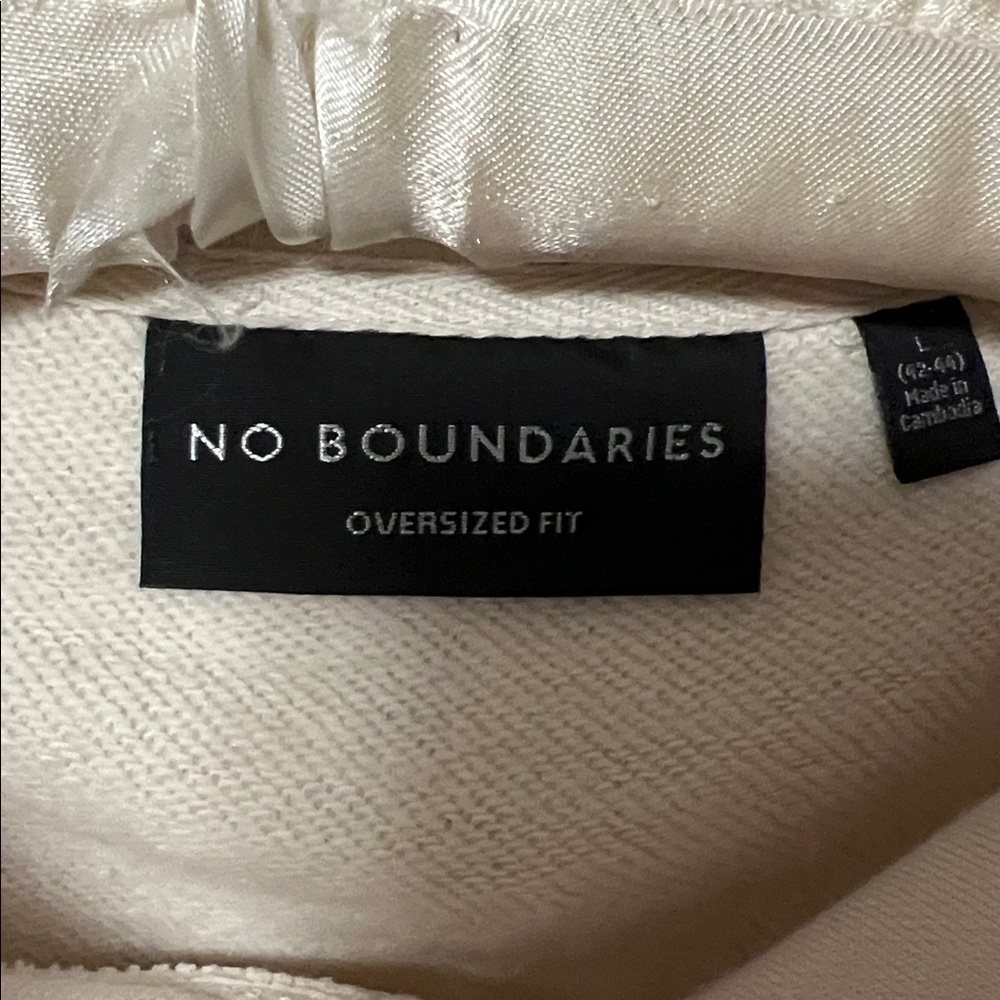 NO BOUNDARIES
OVERSIZED FIT
L
(42-44)
Made in
Cambodia